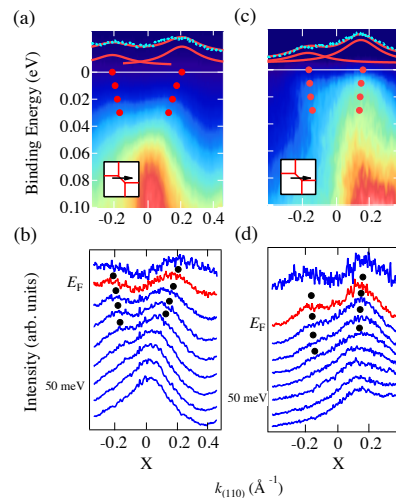 (a)
(c)
Binding Energy (eV)
0
0.02
0.04
0.06
0.08
0.10
-0.2 0 0.2 0.4
-0.2 0 0.2
(b)
(d)
Intensity (arb. units)
E_F
50 meV
E_F
50 meV
-0.2 0 0.2 0.4
-0.2 0 0.2
X
X
k_(110) (Å⁻¹)